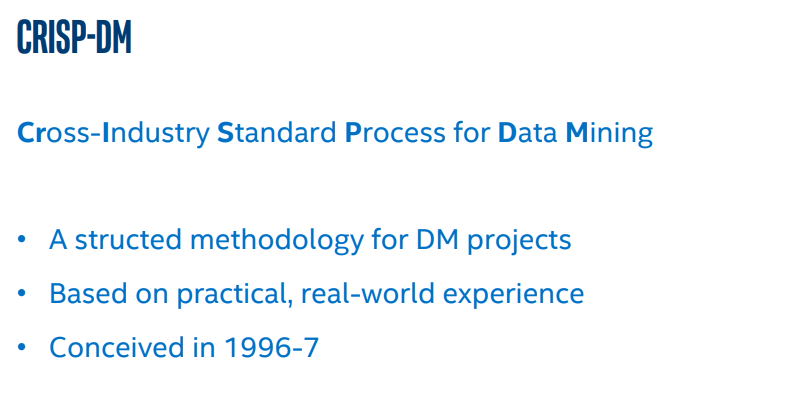 CRISP-DM
Cross-Industry Standard Process for Data Mining
• A structed methodology for DM projects
• Based on practical, real-world experience
• Conceived in 1996-7